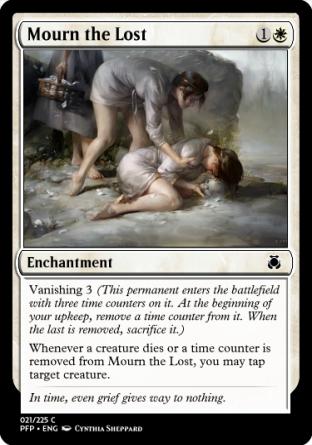 Mourn the Lost 1
Enchantment
Vanishing 3 (This permanent enters the battlefield
with three time counters on it. At the beginning of
your upkeep, remove a time counter from it. When
the last is removed, sacrifice it.)
Whenever a creature dies or a time counter is
removed from Mourn the Lost, you may tap
target creature.
In time, even grief gives way to nothing.
021/225 C
PFP • ENG Cynthia Sheppard